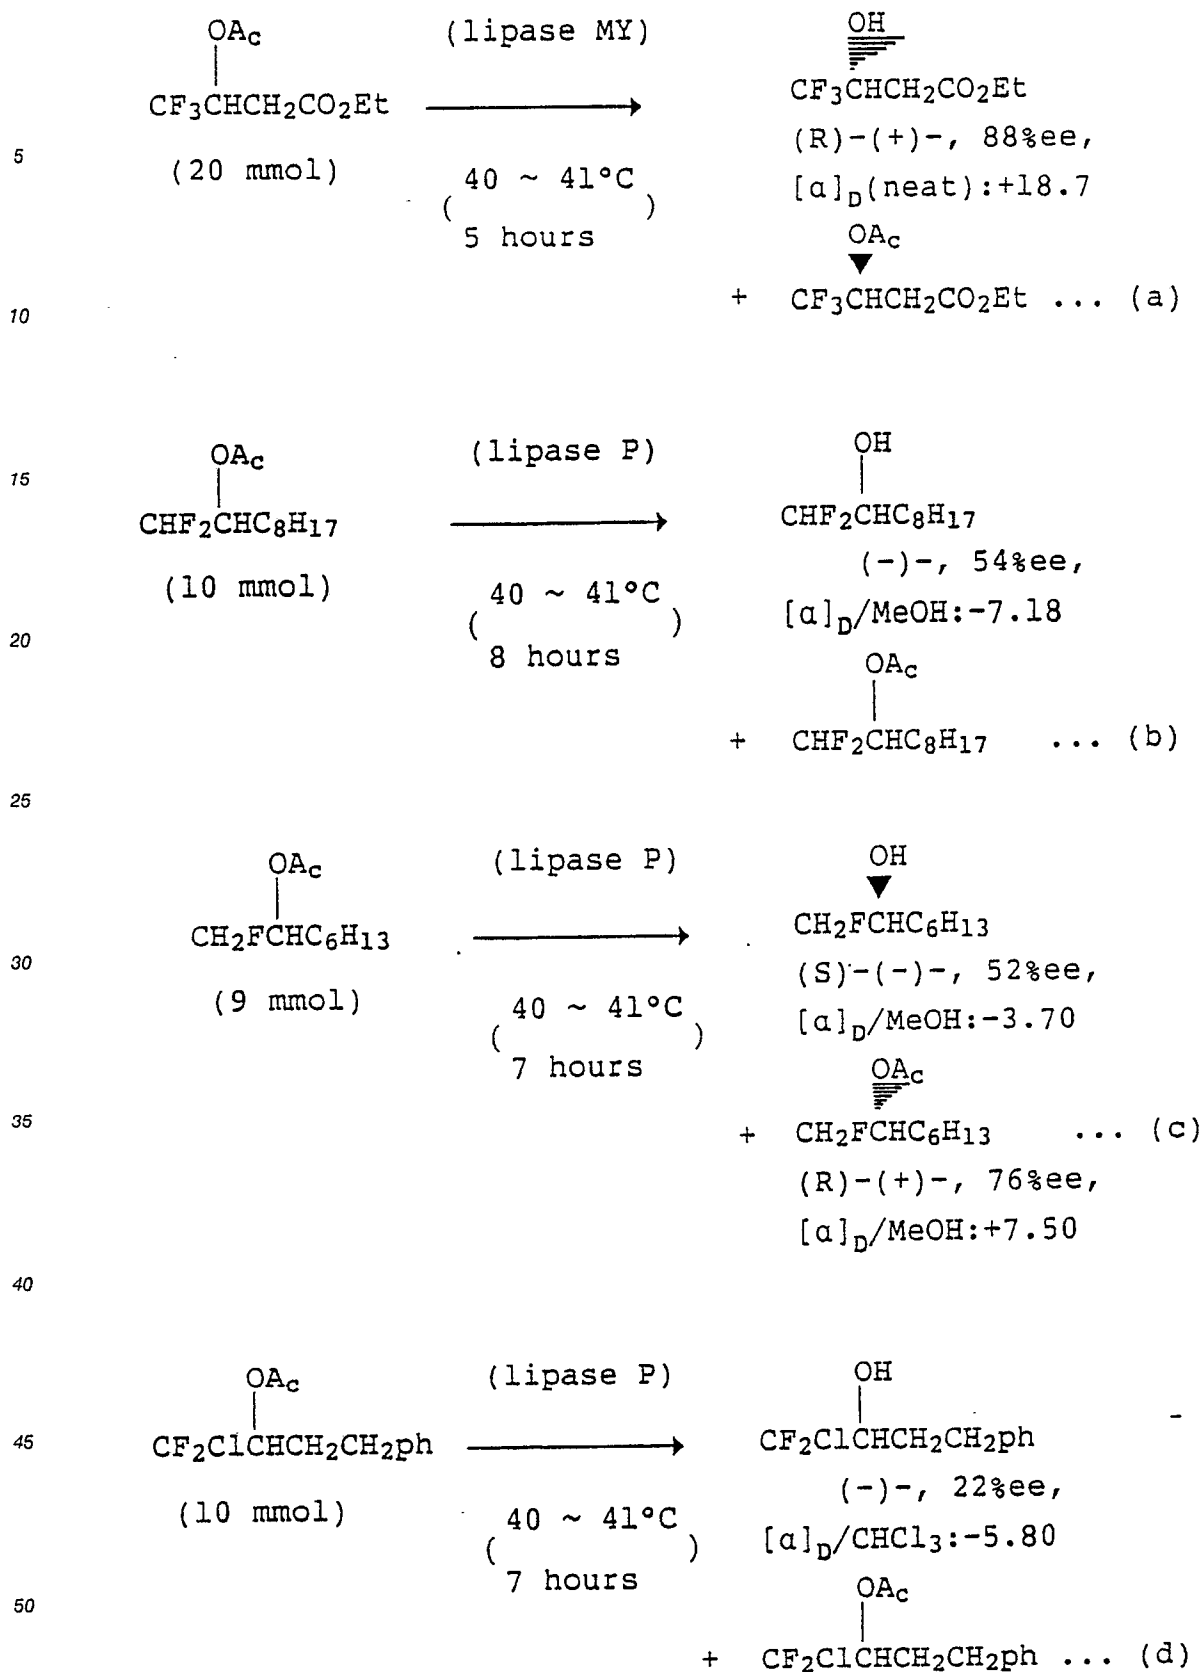 OAc (lipase MY) OH
CF3CHCH2CO2Et CF3CHCH2CO2Et
5 (R)-(+)-, 88%ee,
(20 mmol) ( 40 ~ 41°C ) [α]D(neat):+18.7
5 hours
OAc
10 + CF3CHCH2CO2Et ... (a)
15 OAc (lipase P) OH
CHF2CHC8H17 CHF2CHC8H17
(-)-, 54%ee,
(10 mmol) ( 40 ~ 41°C ) [α]D/MeOH:-7.18
20 8 hours
OAc
+ CHF2CHC8H17 ... (b)
25
OAc (lipase P) OH
CH2FCHC6H13 CH2FCHC6H13
30 (S)-(-)-, 52%ee,
(9 mmol) ( 40 ~ 41°C ) [α]D/MeOH:-3.70
7 hours
OAc
35 + CH2FCHC6H13 ... (c)
(R)-(+)-, 76%ee,
[α]D/MeOH:+7.50
40
OAc (lipase P) OH
45 CF2ClCHCH2CH2ph CF2ClCHCH2CH2ph
(-)-, 22%ee,
(10 mmol) ( 40 ~ 41°C ) [α]D/CHCl3:-5.80
7 hours
50 OAc
+ CF2ClCHCH2CH2ph ... (d)